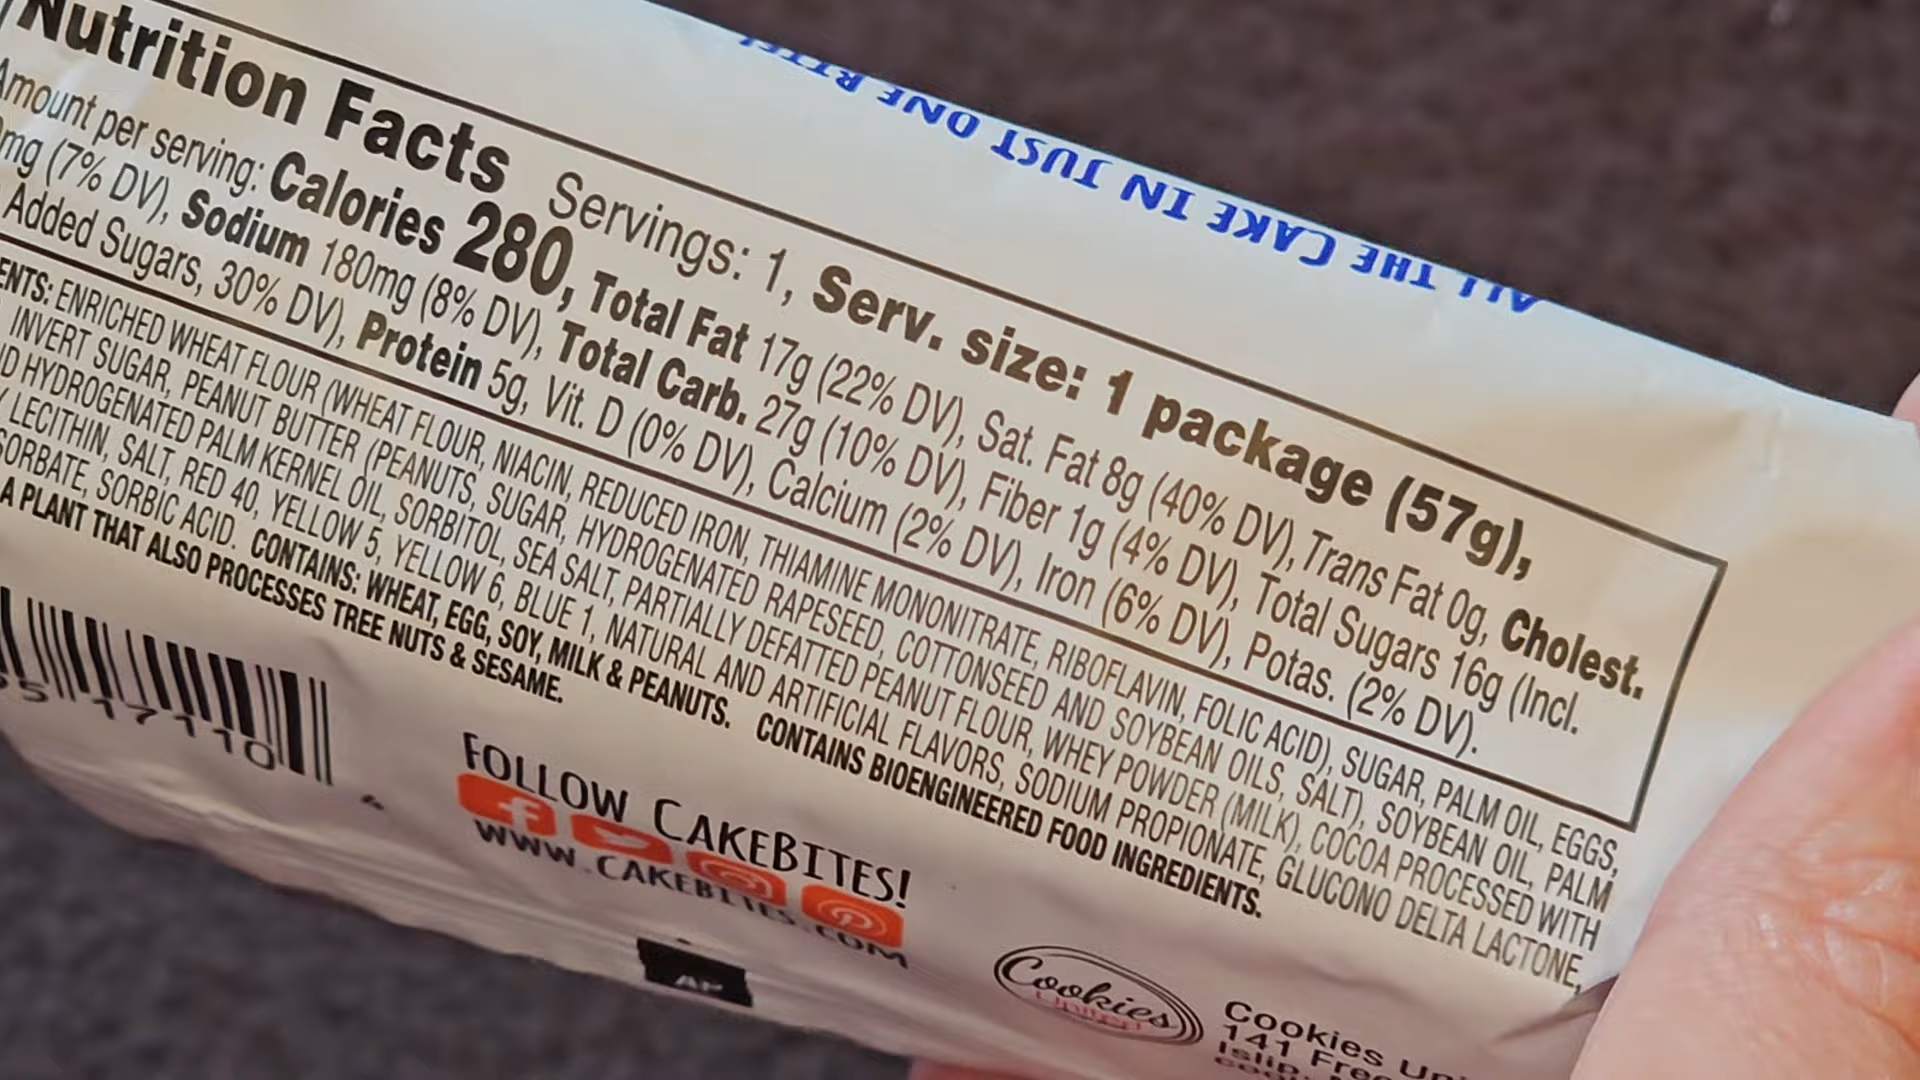 ALL THE CAKE IN JUST ONE BITE!
Nutrition Facts Servings: 1, Serv. size: 1 package (57g),
Amount per serving: Calories 280, Total Fat 17g (22% DV), Sat. Fat 8g (40% DV), Trans Fat 0g, Cholest.
mg (7% DV), Sodium 180mg (8% DV), Total Carb. 27g (10% DV), Fiber 1g (4% DV), Total Sugars 16g (Incl.
Added Sugars, 30% DV), Protein 5g, Vit. D (0% DV), Calcium (2% DV), Iron (6% DV), Potas. (2% DV).
ENTS: ENRICHED WHEAT FLOUR (WHEAT FLOUR, NIACIN, REDUCED IRON, THIAMINE MONONITRATE, RIBOFLAVIN, FOLIC ACID), SUGAR, PALM OIL, EGGS,
INVERT SUGAR, PEANUT BUTTER (PEANUTS, SUGAR, HYDROGENATED RAPESEED, COTTONSEED AND SOYBEAN OILS, SALT), SOYBEAN OIL, PALM
D HYDROGENATED PALM KERNEL OIL, SORBITOL, SEA SALT, PARTIALLY DEFATTED PEANUT FLOUR, WHEY POWDER (MILK), COCOA PROCESSED WITH
LECITHIN, SALT, RED 40, YELLOW 5, YELLOW 6, BLUE 1, NATURAL AND ARTIFICIAL FLAVORS, SODIUM PROPIONATE, GLUCONO DELTA LACTONE,
SORBATE, SORBIC ACID. CONTAINS: WHEAT, EGG, SOY, MILK & PEANUTS. CONTAINS BIOENGINEERED FOOD INGREDIENTS.
A PLANT THAT ALSO PROCESSES TREE NUTS & SESAME.
5 17110 4
FOLLOW CAKEBITES!
WWW.CAKEBITES.COM
AP
Cookies
United
Cookies Un
141 Fre
Islip,